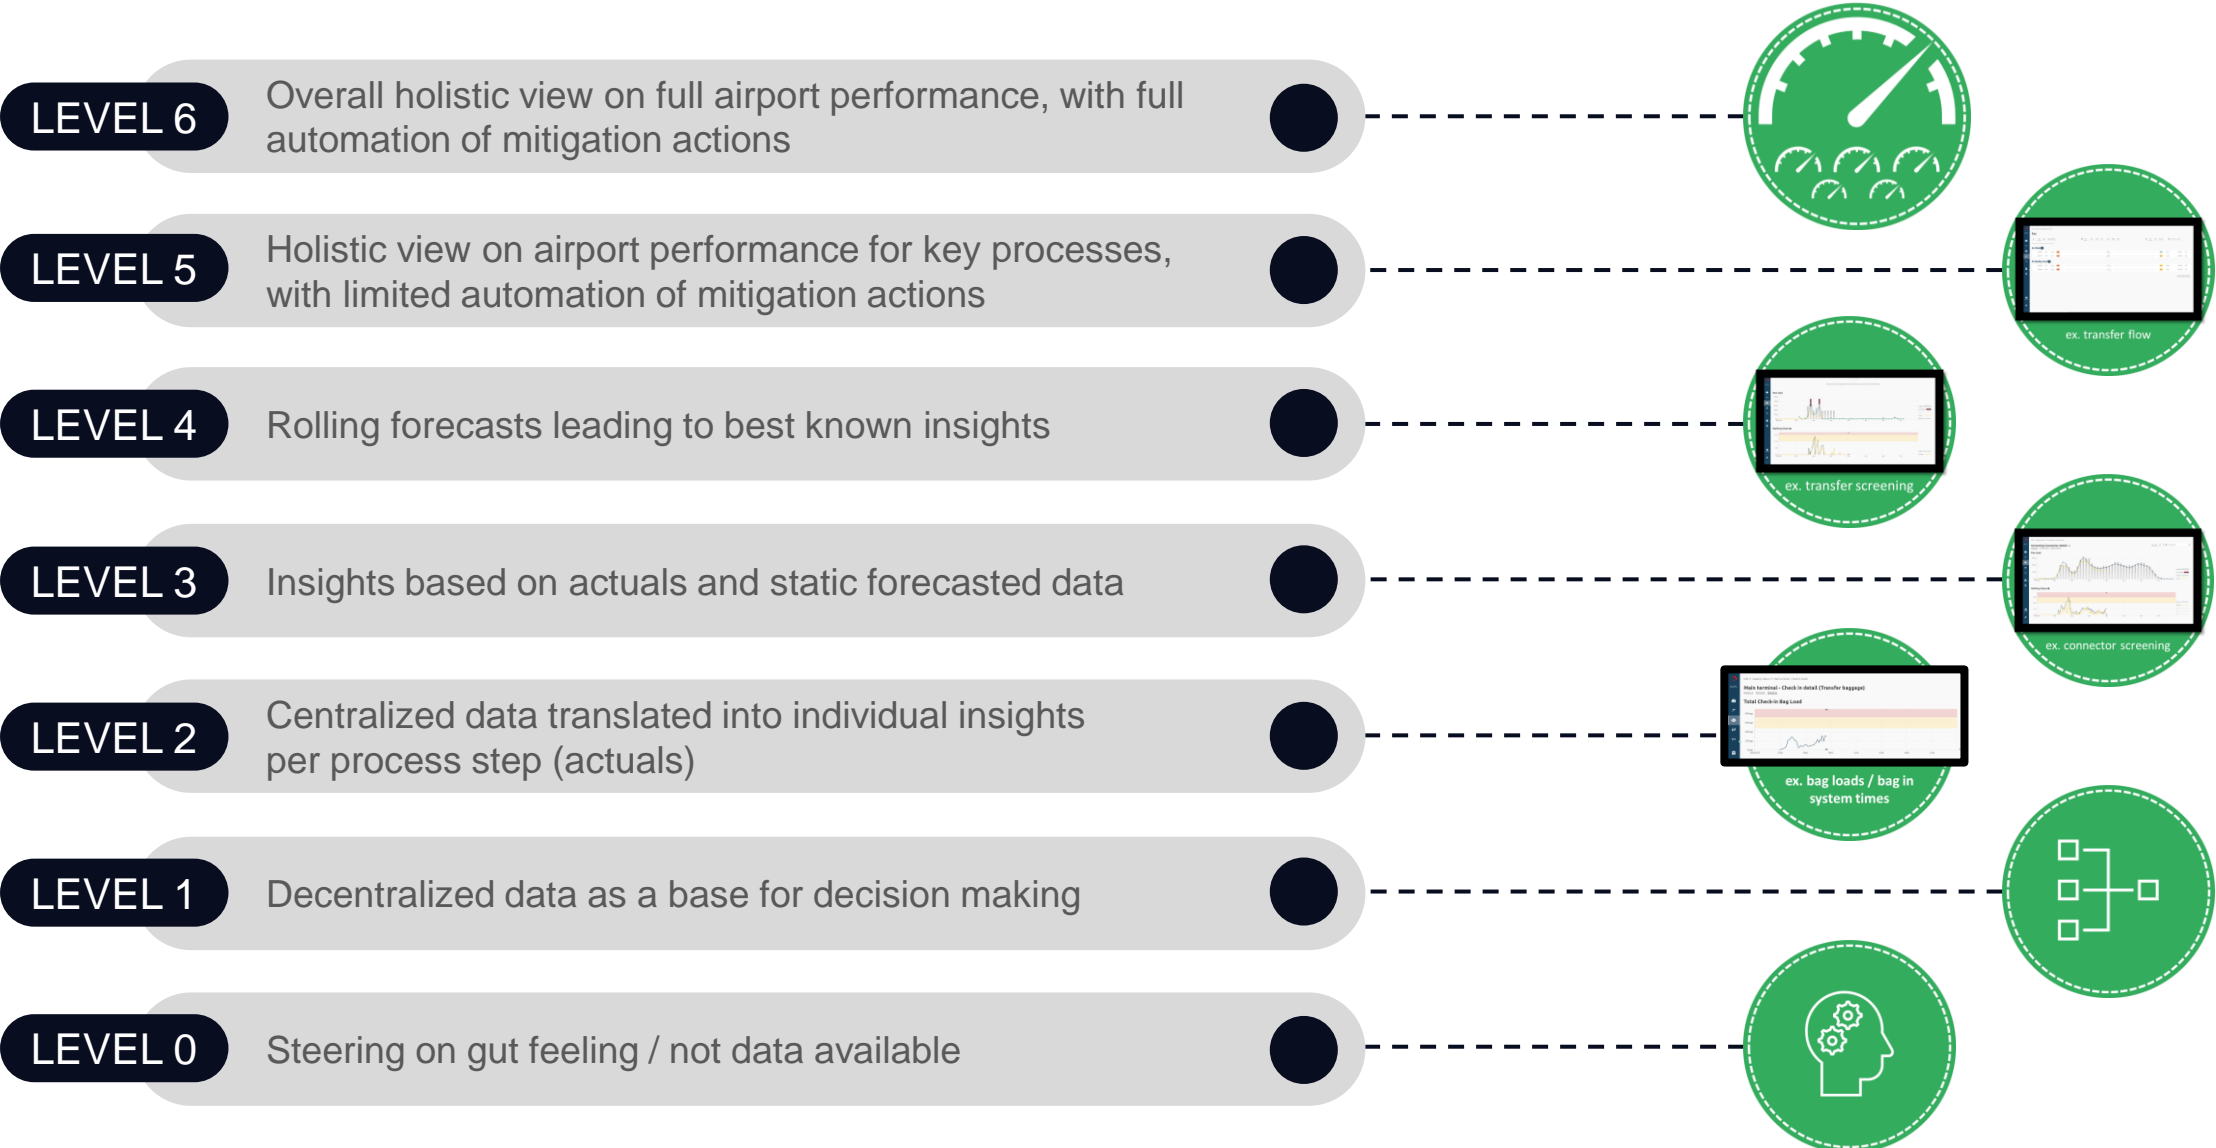 LEVEL 6
Overall holistic view on full airport performance, with full
automation of mitigation actions
LEVEL 5
Holistic view on airport performance for key processes,
with limited automation of mitigation actions
ex. transfer flow
LEVEL 4
Rolling forecasts leading to best known insights
ex. transfer screening
LEVEL 3
Insights based on actuals and static forecasted data
ex. connector screening
LEVEL 2
Centralized data translated into individual insights
per process step (actuals)
Main terminal - Check in detail (Transfer baggage)
Total Check-in Bag Load
ex. bag loads / bag in
system times
LEVEL 1
Decentralized data as a base for decision making
LEVEL 0
Steering on gut feeling / not data available